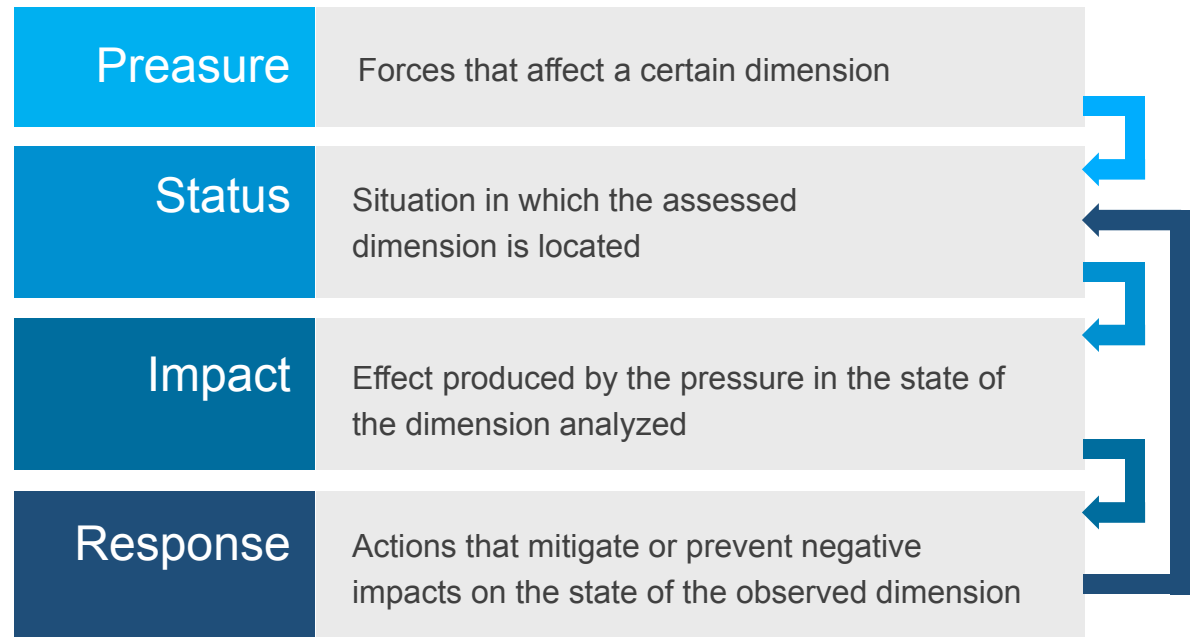 Preasure
Forces that affect a certain dimension
Status
Situation in which the assessed
dimension is located
Impact
Effect produced by the pressure in the state of
the dimension analyzed
Response
Actions that mitigate or prevent negative
impacts on the state of the observed dimension